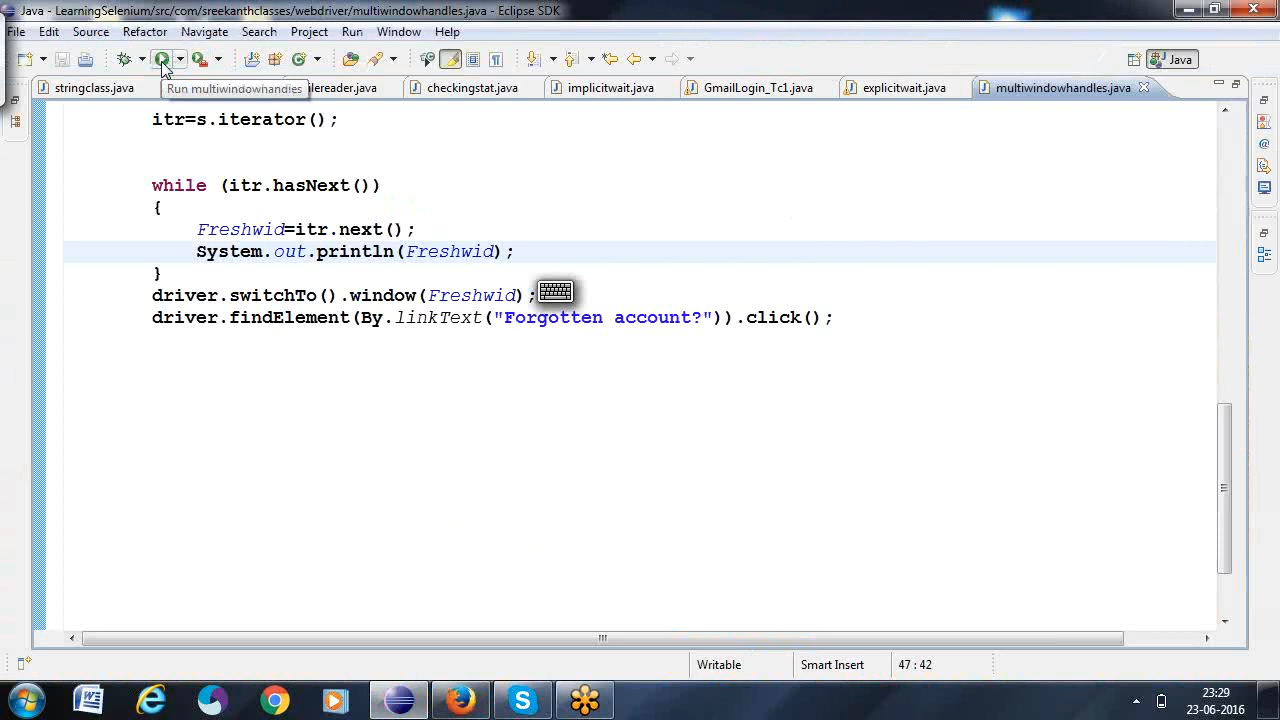 Java - LearningSelenium/src/com/sreekanthclasses/webdriver/multiwindowhandles.java - Eclipse SDK
File Edit Source Refactor Navigate Search Project Run Window Help
Java
stringclass.java ilereader.java checkingstat.java implicitwait.java GmailLogin_Tc1.java explicitwait.java multiwindowhandles.java
Run multiwindowhandles
itr=s.iterator();
while (itr.hasNext())
{
Freshwid=itr.next();
System.out.println(Freshwid);
}
driver.switchTo().window(Freshwid);
driver.findElement(By.linkText("Forgotten account?")).click();
Writable Smart Insert 47 : 42
23:29
23-06-2016